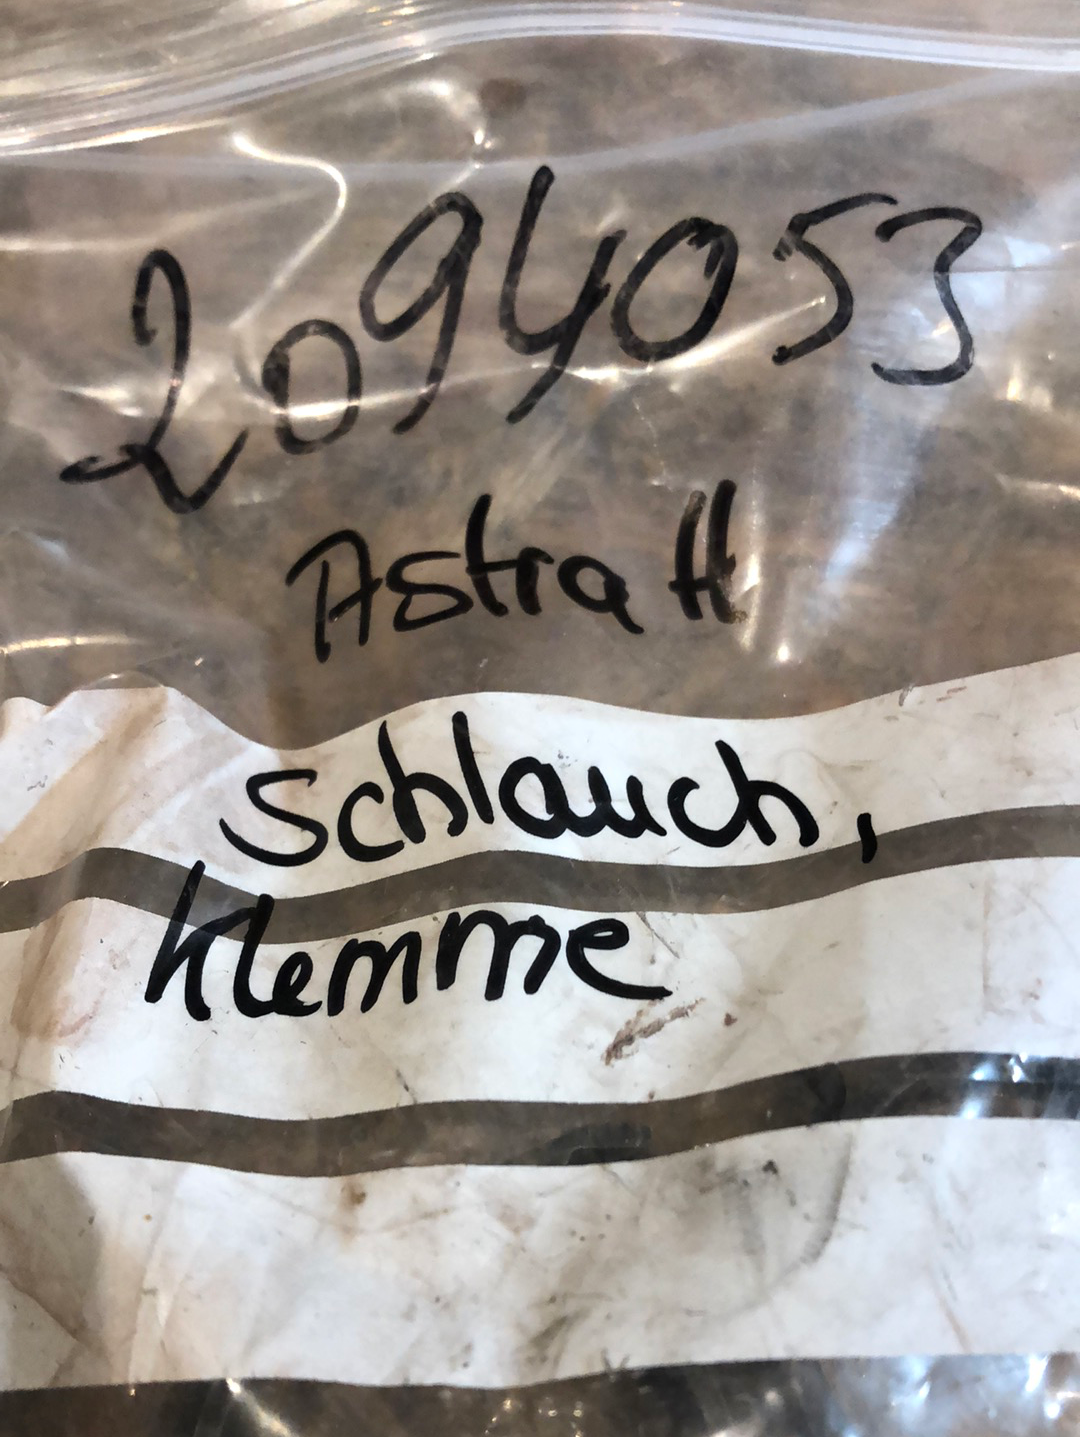 2094053
Astra H
Schlauch,
Klemme